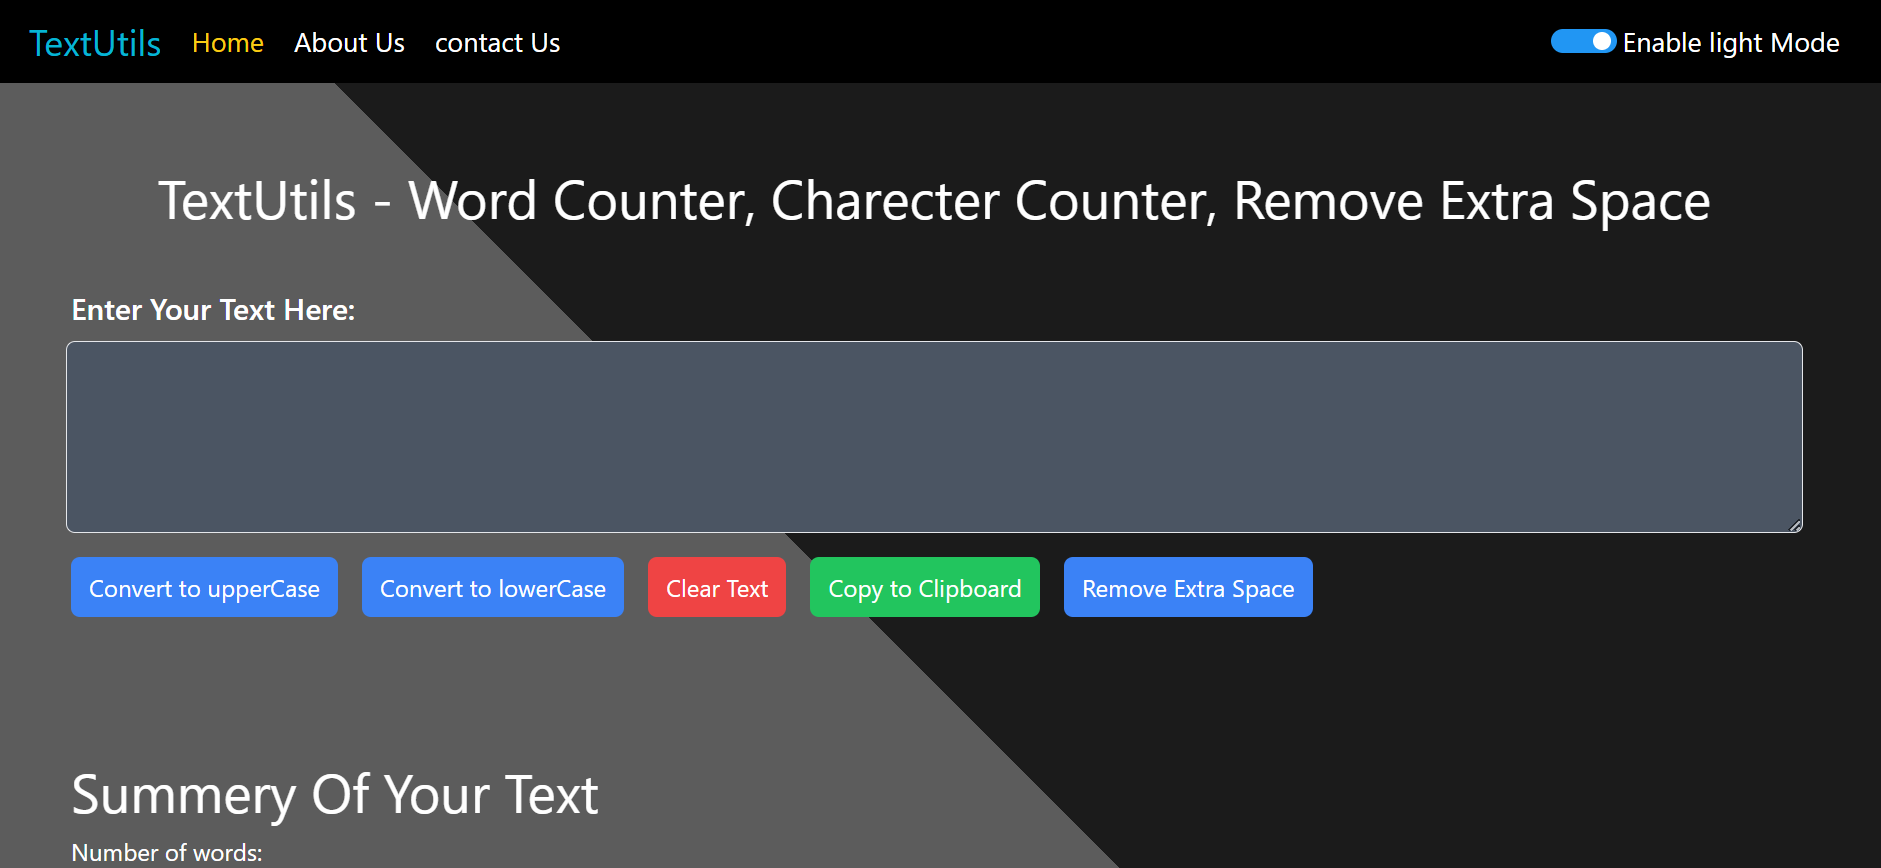 TextUtils Home About Us contact Us Enable light Mode
TextUtils - Word Counter, Charecter Counter, Remove Extra Space
Enter Your Text Here:
Convert to upperCase Convert to lowerCase Clear Text Copy to Clipboard Remove Extra Space
Summery Of Your Text
Number of words: